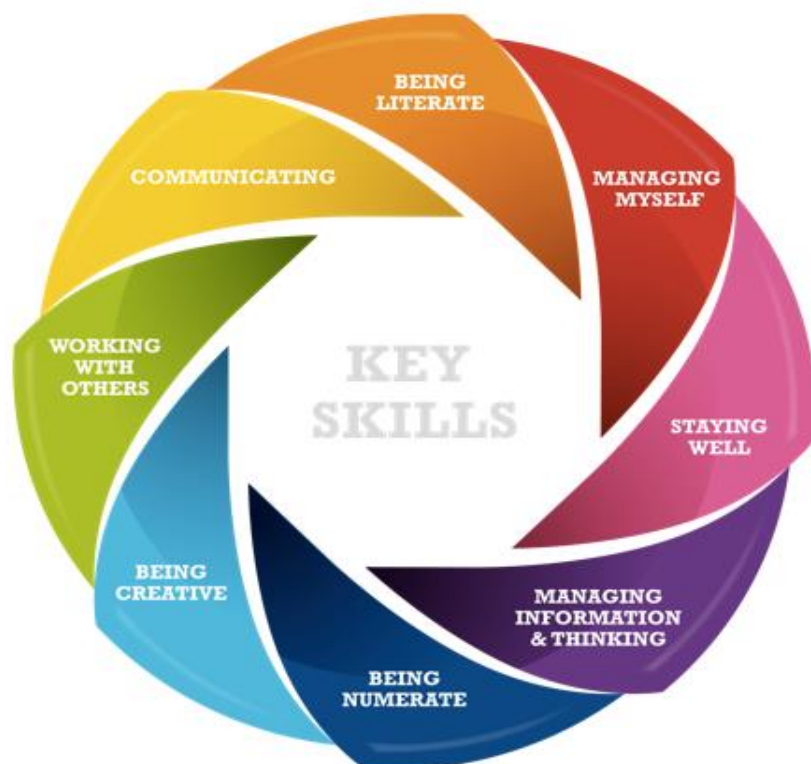 BEING
LITERATE
MANAGING
MYSELF
STAYING
WELL
MANAGING
INFORMATION
& THINKING
BEING
NUMERATE
BEING
CREATIVE
WORKING
WITH
OTHERS
COMMUNICATING
KEY
SKILLS